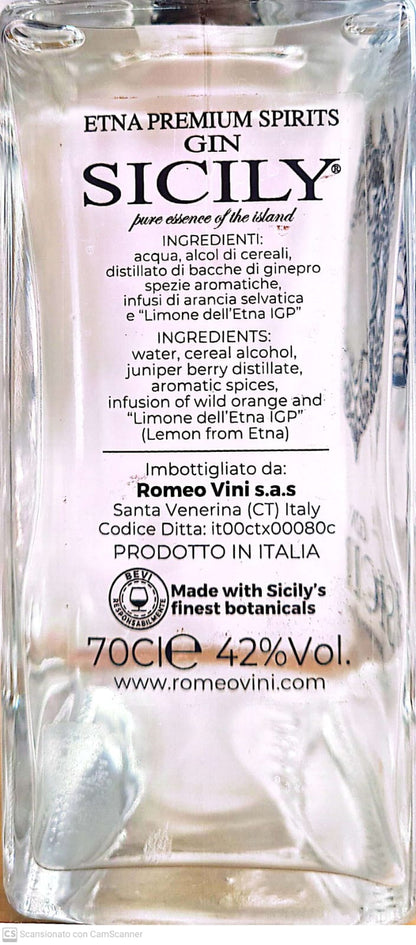 ETNA PREMIUM SPIRITS
GIN
SICILY®
pure essence of the island
INGREDIENTI:
acqua, alcol di cereali,
distillato di bacche di ginepro
spezie aromatiche,
infusi di arancia selvatica
e “Limone dell’Etna IGP”
INGREDIENTS:
water, cereal alcohol,
juniper berry distillate,
aromatic spices,
infusion of wild orange and
“Limone dell’Etna IGP”
(Lemon from Etna)
Imbottigliato da:
Romeo Vini s.a.s
Santa Venerina (CT) Italy
Codice Ditta: it00ctx00080c
PRODOTTO IN ITALIA
BEVI
RESPONSABILMENTE
Made with Sicily’s
finest botanicals
70Cl℮ 42%Vol.
www.romeovini.com
CS Scansionato con CamScanner